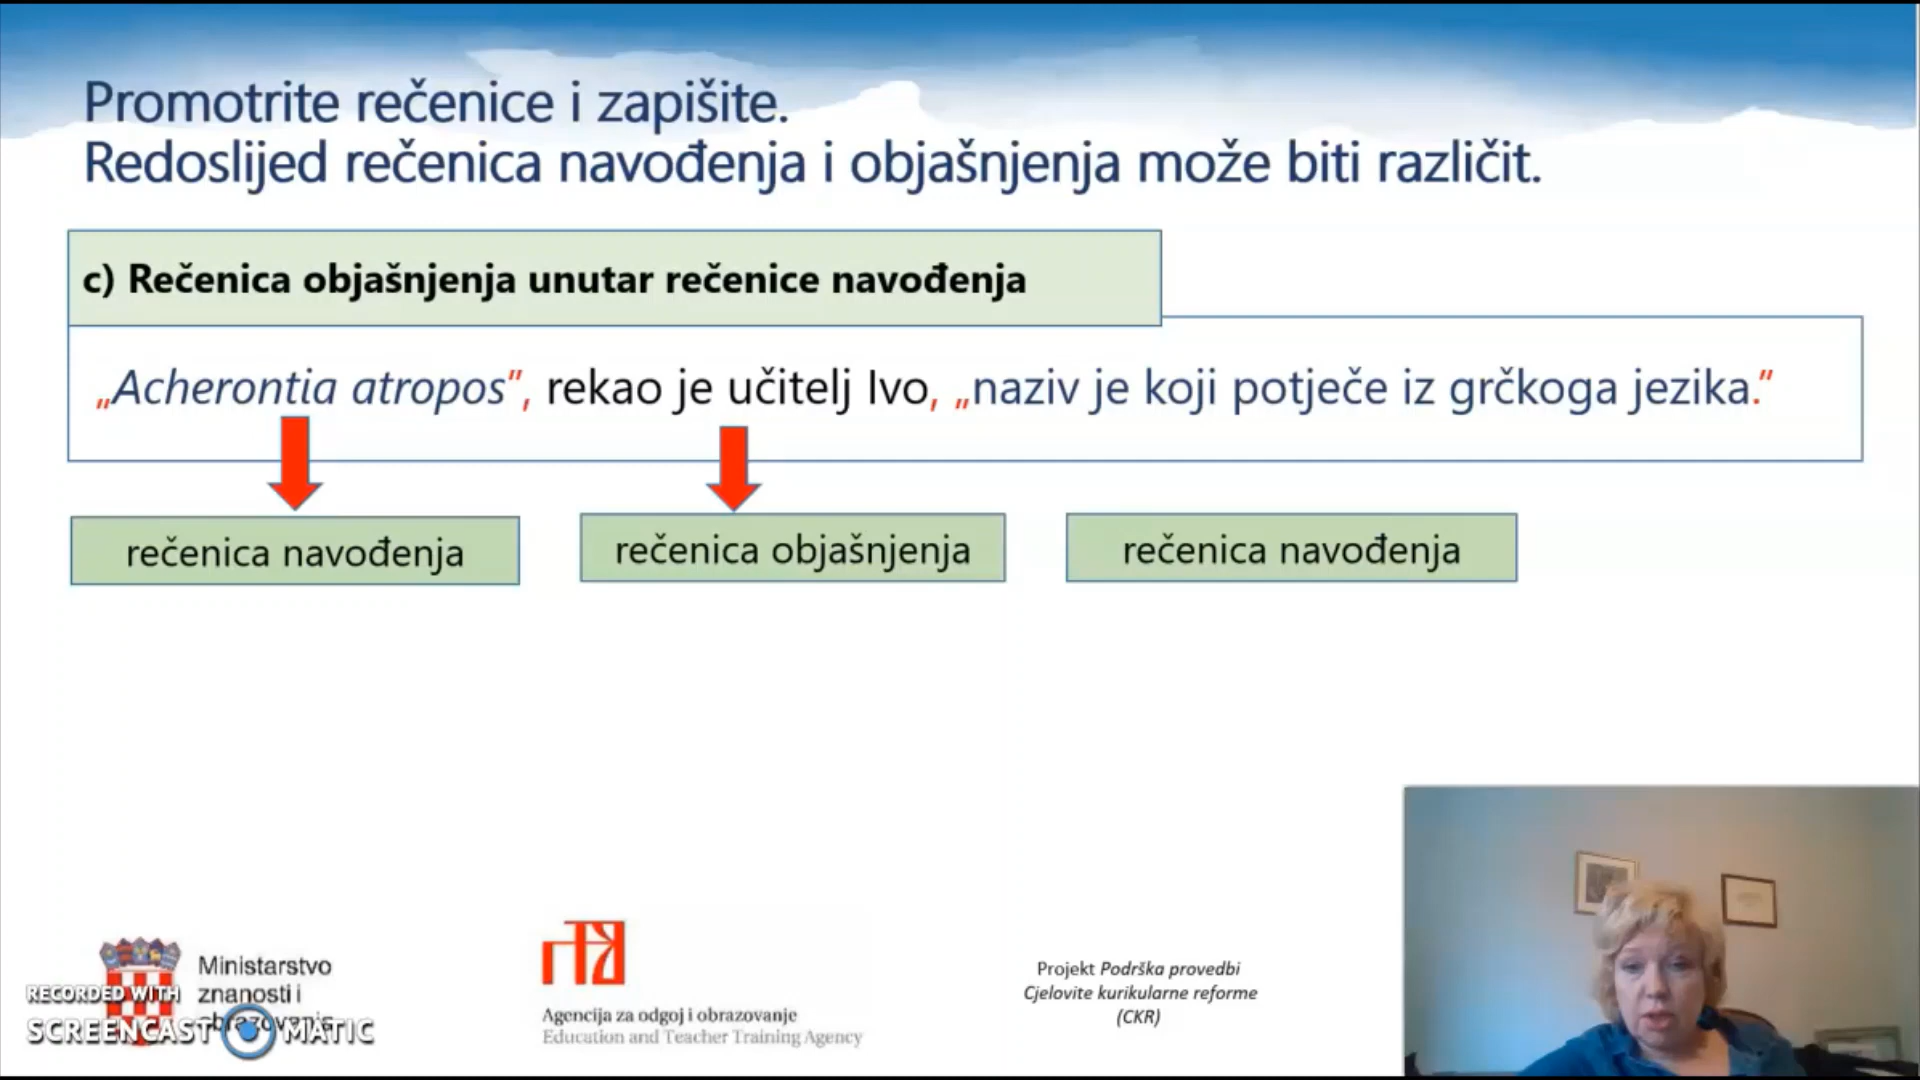 Promotrite rečenice i zapišite.
Redoslijed rečenica navođenja i objašnjenja može biti različit.
c) Rečenica objašnjenja unutar rečenice navođenja
„Acherontia atropos”, rekao je učitelj Ivo, „naziv je koji potječe iz grčkoga jezika.”
rečenica navođenja
rečenica objašnjenja
rečenica navođenja
Ministarstvo
znanosti i
obrazovanja
RECORDED WITH
SCREENCAST MATIC
Agencija za odgoj i obrazovanje
Education and Teacher Training Agency
Projekt Podrška provedbi
Cjelovite kurikularne reforme
(CKR)